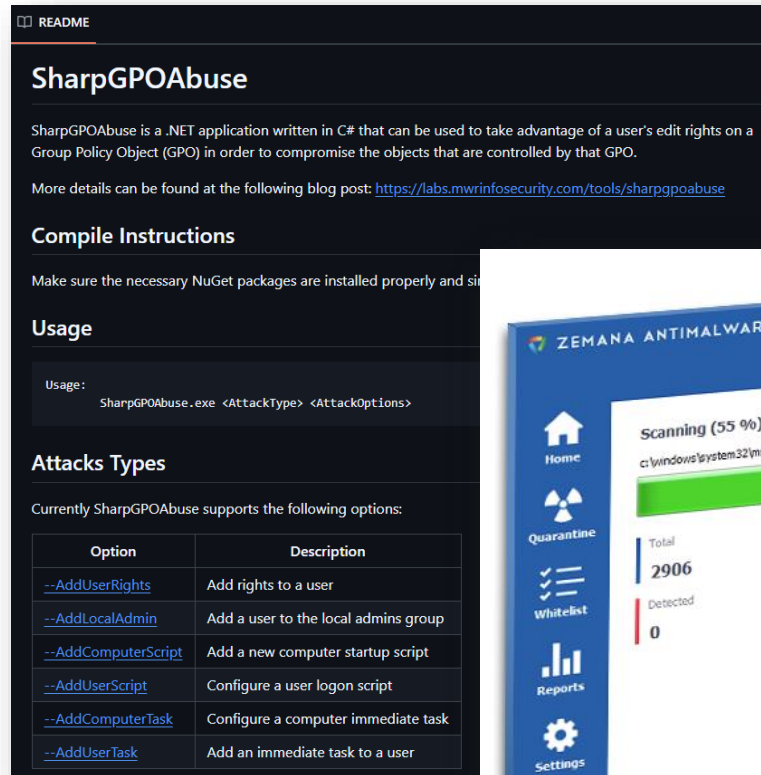 README
SharpGPOAbuse
SharpGPOAbuse is a .NET application written in C# that can be used to take advantage of a user's edit rights on a
Group Policy Object (GPO) in order to compromise the objects that are controlled by that GPO.
More details can be found at the following blog post: https://labs.mwrinfosecurity.com/tools/sharpgpoabuse
Compile Instructions
Make sure the necessary NuGet packages are installed properly and
Usage
Usage:
SharpGPOAbuse.exe <AttackType> <AttackOptions>
Attacks Types
Currently SharpGPOAbuse supports the following options:
Option Description
--AddUserRights Add rights to a user
--AddLocalAdmin Add a user to the local admins group
--AddComputerScript Add a new computer startup script
--AddUserScript Configure a user logon script
--AddComputerTask Configure a computer immediate task
--AddUserTask Add an immediate task to a user
ZEMANA ANTIMALWAR
Home
Quarantine
Whitelist
Reports
Settings
Scanning (55 %)
c:\windows\system32\m
Total
2906
Detected
0